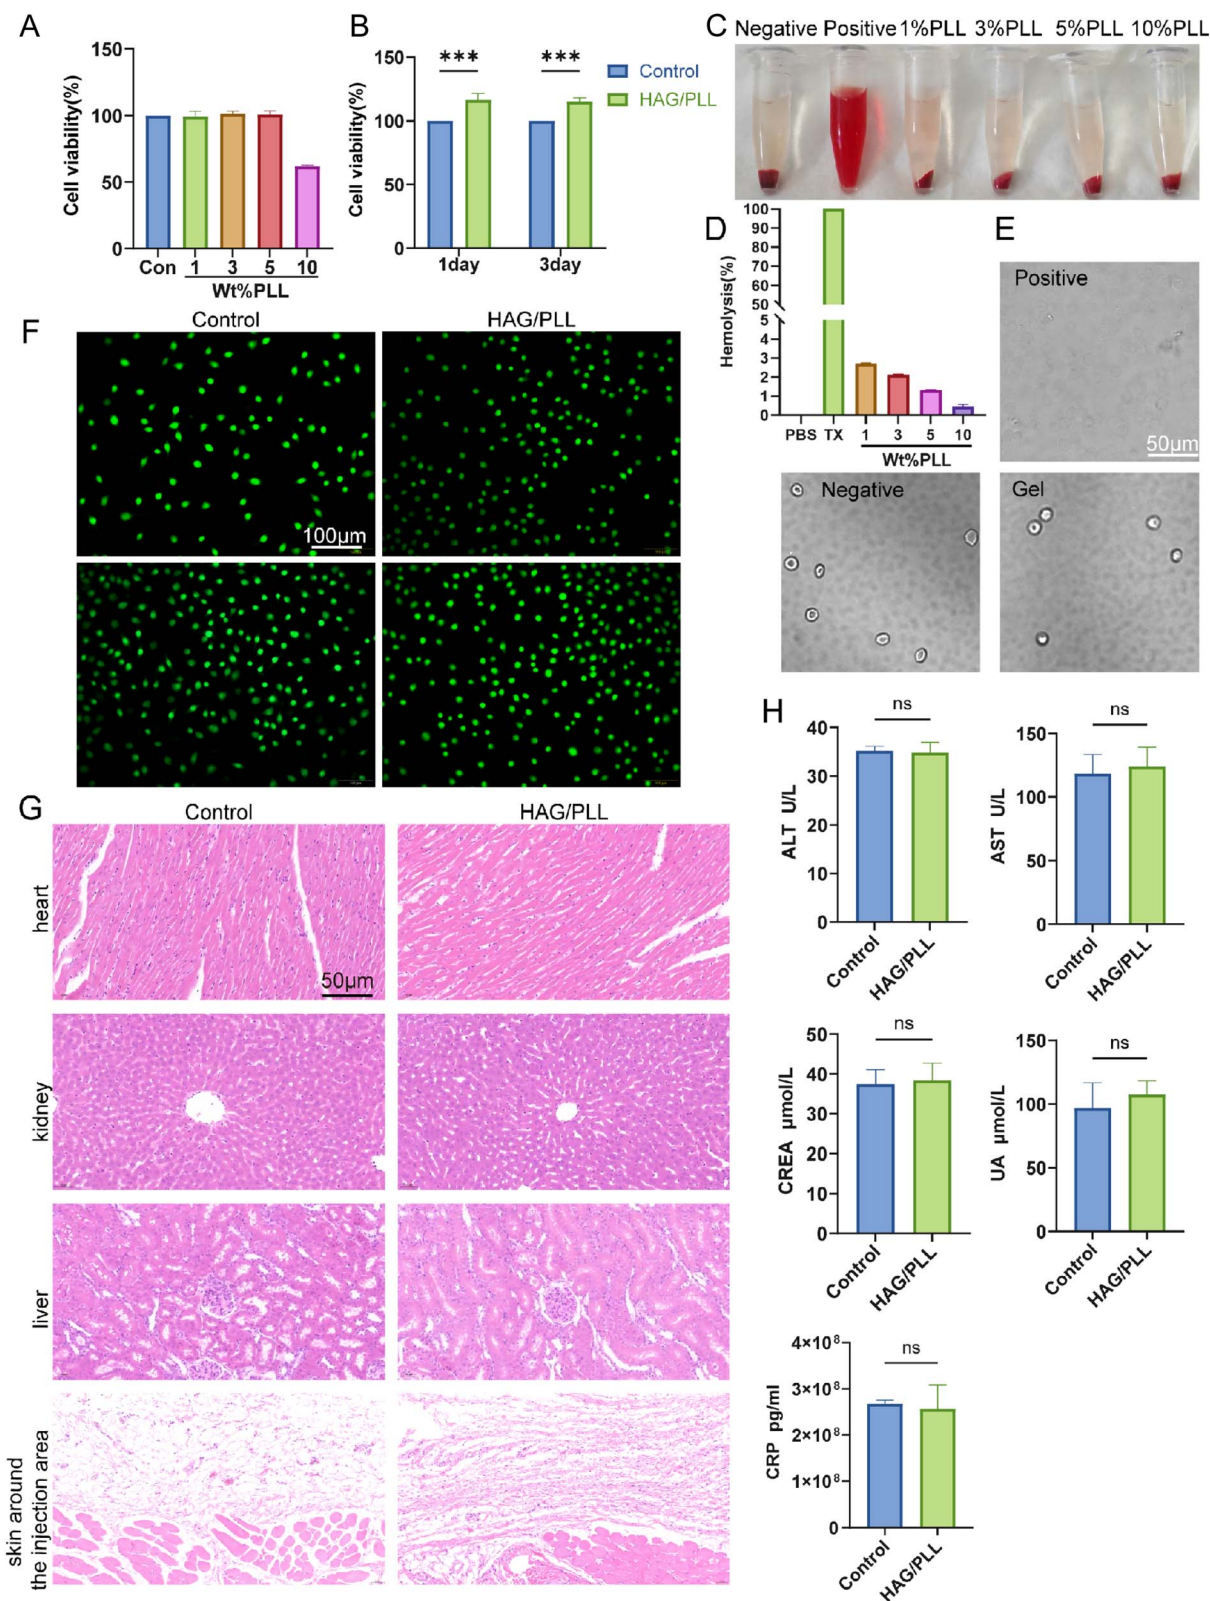 A
Cell viability(%)
150
100
50
0
Con 1 3 5 10
Wt%PLL
B
Cell viability(%)
150
100
50
0
*** ***
1day 3day
Control
HAG/PLL
C
Negative Positive 1%PLL 3%PLL 5%PLL 10%PLL
D
Hemolysis(%)
100
90
80
70
60
50
5
4
3
2
1
0
PBS TX 1 3 5 10
Wt%PLL
E
Positive
50μm
Negative
Gel
F
Control HAG/PLL
100μm
G
Control HAG/PLL
heart
50μm
kidney
liver
skin around
the injection area
H
ALT U/L
40
30
20
10
0
ns
Control HAG/PLL
AST U/L
150
100
50
0
ns
Control HAG/PLL
CREA μmol/L
50
40
30
20
10
0
ns
Control HAG/PLL
UA μmol/L
150
100
50
0
ns
Control HAG/PLL
CRP pg/ml
4×10⁸
3×10⁸
2×10⁸
1×10⁸
0
ns
Control HAG/PLL